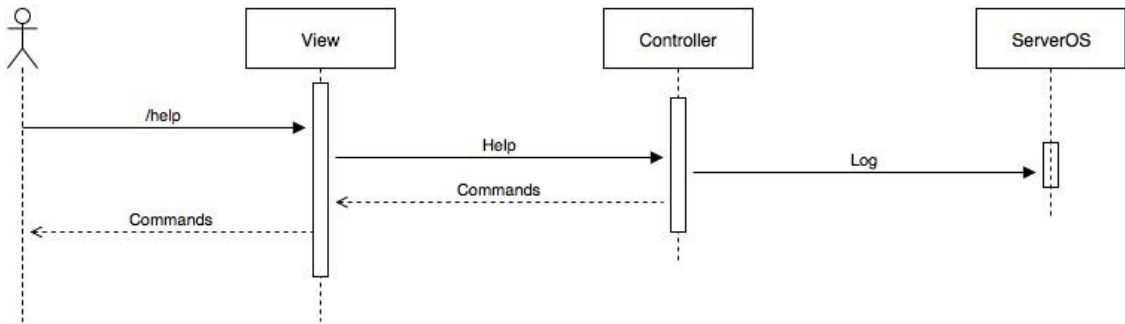 View
Controller
ServerOS
/help
Help
Log
Commands
Commands